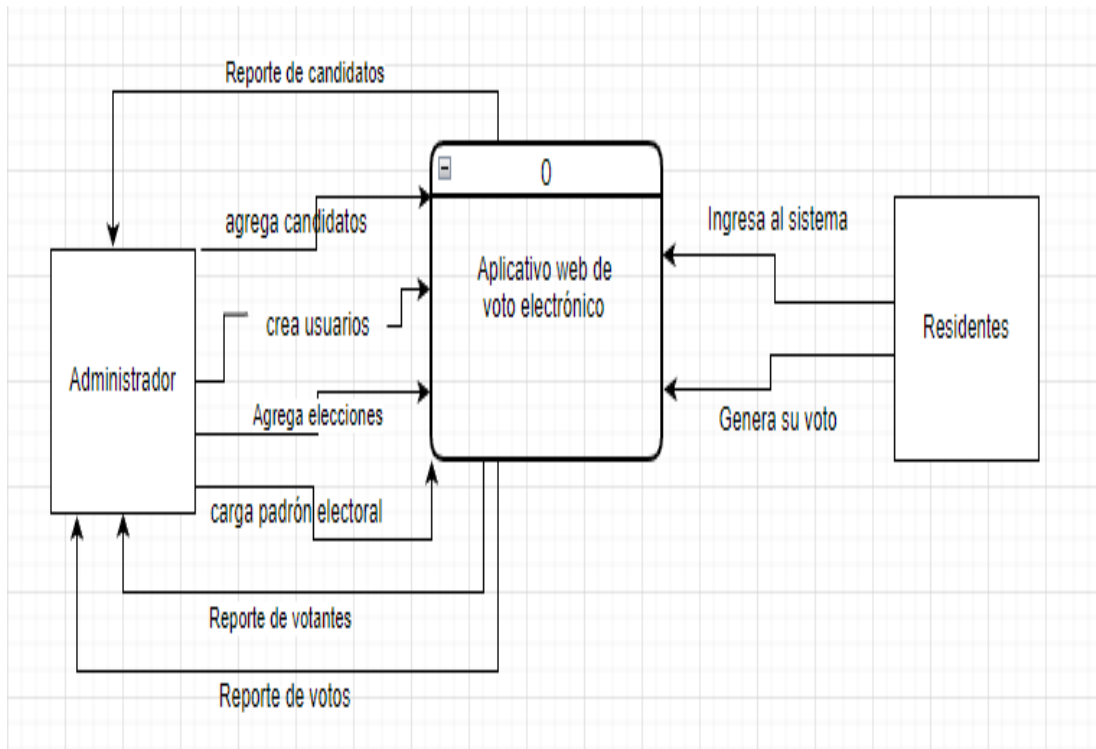 Reporte de candidatos
0
agrega candidatos
Ingresa al sistema
Aplicativo web de
voto electrónico
crea usuarios
Residentes
Administrador
Agrega elecciones
Genera su voto
carga padrón electoral
Reporte de votantes
Reporte de votos